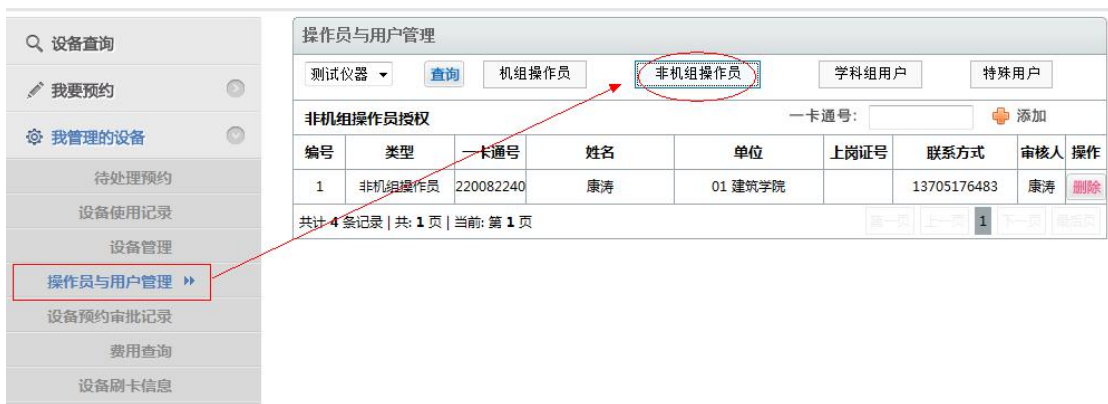 设备查询
我要预约
我管理的设备
待处理预约
设备使用记录
设备管理
操作员与用户管理
设备预约审批记录
费用查询
设备刷卡信息
操作员与用户管理
测试仪器 查询 机组操作员 非机组操作员 学科组用户 特殊用户
非机组操作员授权 一卡通号: 添加
编号 类型 一卡通号 姓名 单位 上岗证号 联系方式 审核人 操作
1 非机组操作员 220082240 康涛 01 建筑学院 13705176483 康涛 删除
共计 4 条记录 | 共: 1 页 | 当前: 第 1 页 第一页 上一页 1 下一页 最后页